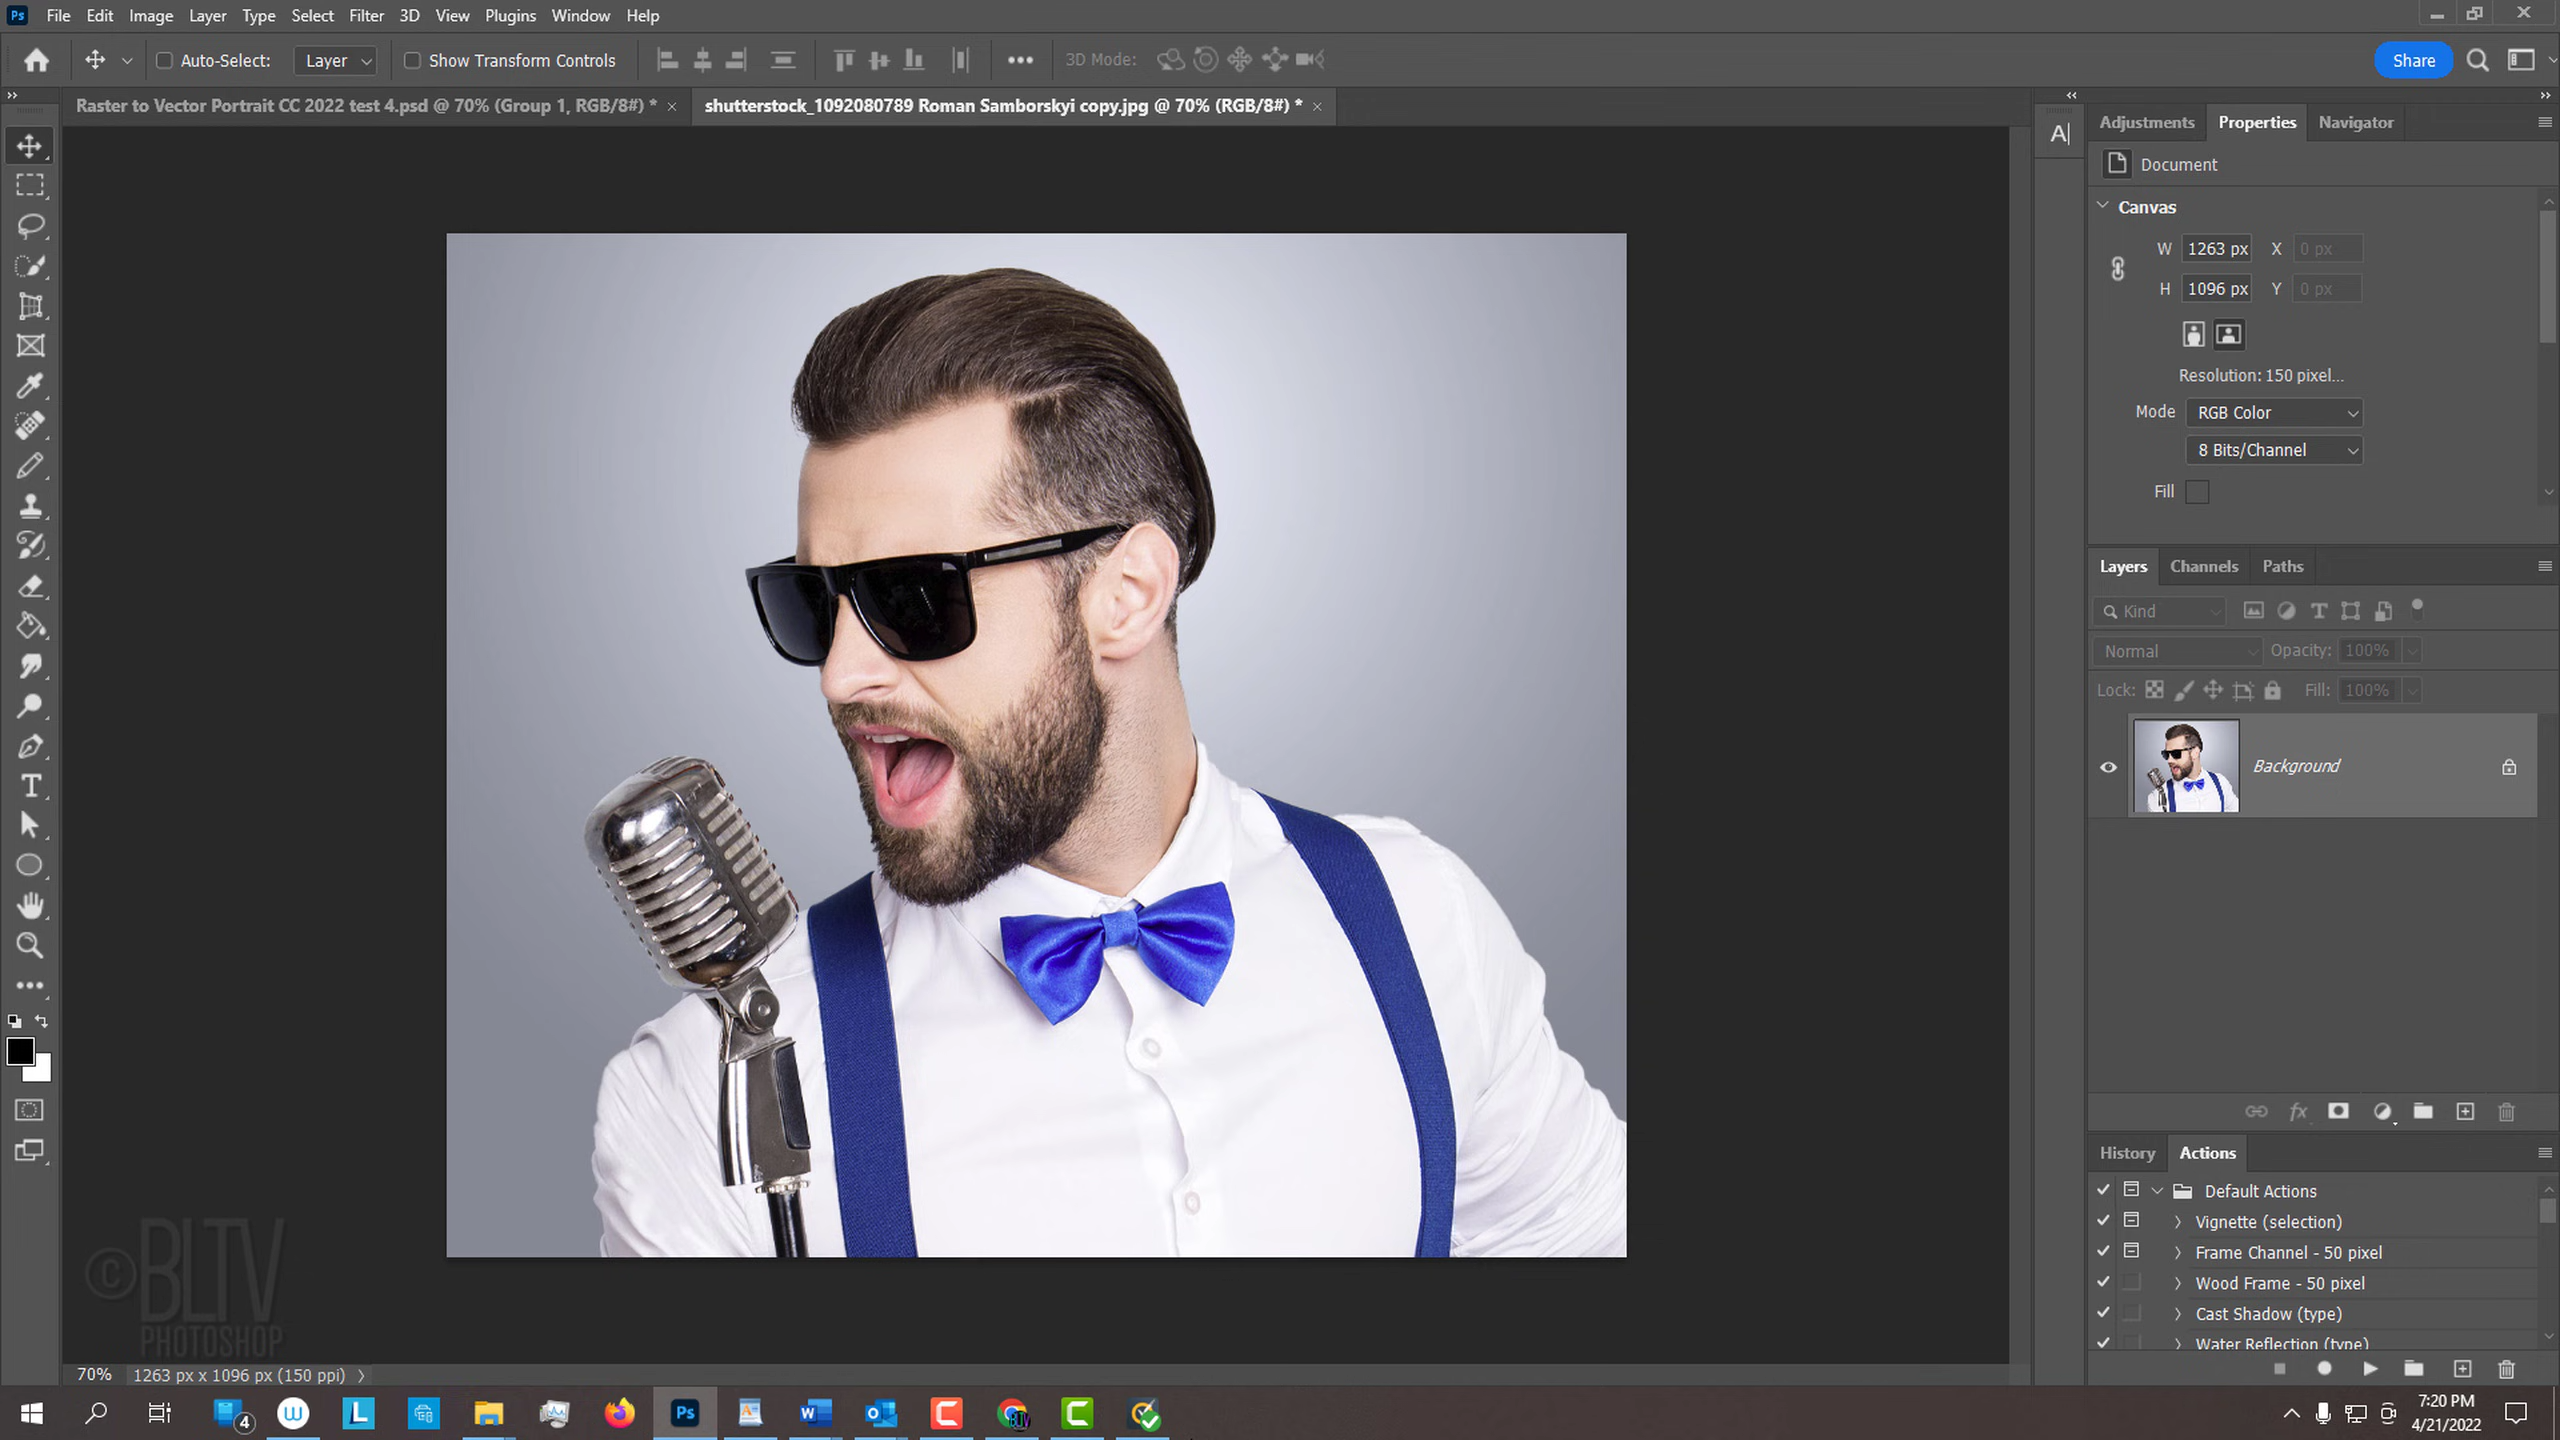 Ps File Edit Image Layer Type Select Filter 3D View Plugins Window Help
Auto-Select: Layer Show Transform Controls 3D Mode: Share
Raster to Vector Portrait CC 2022 test 4.psd @ 70% (Group 1, RGB/8#) * × shutterstock_1092080789 Roman Samborskyi copy.jpg @ 70% (RGB/8#) * ×
A|
Adjustments Properties Navigator
Document
Canvas
W 1263 px X 0 px
H 1096 px Y 0 px
Resolution: 150 pixel...
Mode RGB Color
8 Bits/Channel
Fill
Layers Channels Paths
Kind
Normal Opacity: 100%
Lock: Fill: 100%
Background
fx
History Actions
Default Actions
Vignette (selection)
Frame Channel - 50 pixel
Wood Frame - 50 pixel
Cast Shadow (type)
Water Reflection (type)
©BLTV
PHOTOSHOP
70% 1263 px x 1096 px (150 ppi)
4 W L Ps W O C C
7:20 PM
4/21/2022